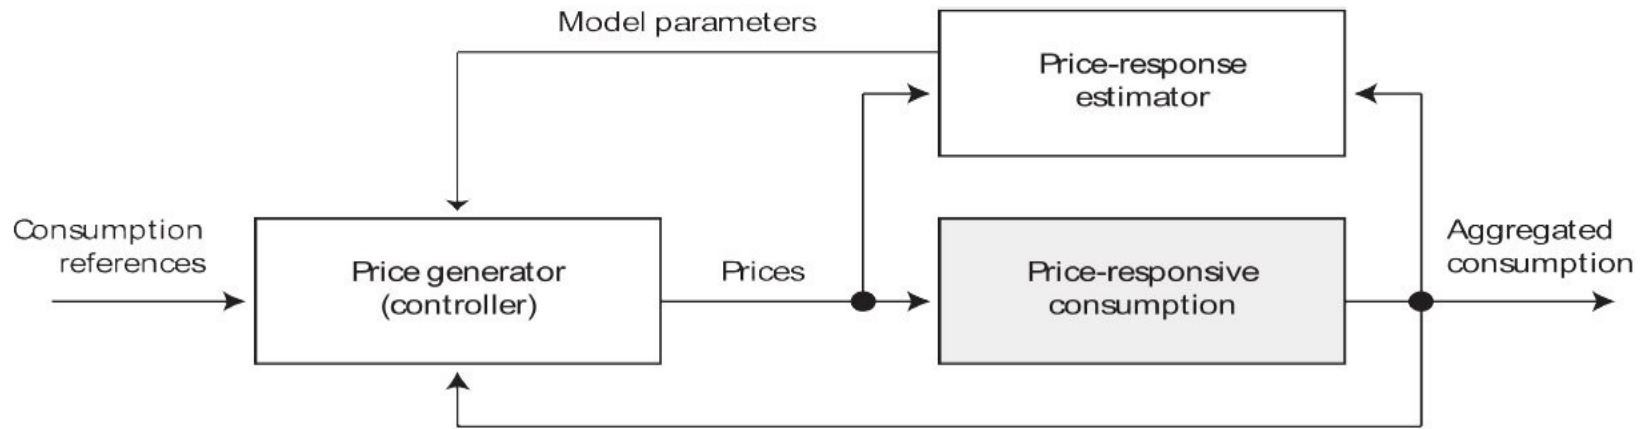 Model parameters
Price-response
estimator
Consumption
references
Price generator
(controller)
Prices
Price-responsive
consumption
Aggregated
consumption